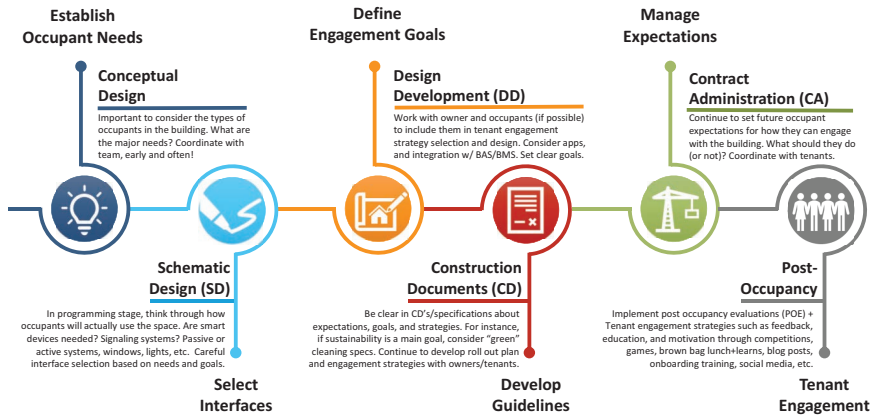 Establish
Occupant Needs
Conceptual
Design
Important to consider the types of
occupants in the building. What are
the major needs? Coordinate with
team, early and often!
Schematic
Design (SD)
In programming stage, think through how
occupants will actually use the space. Are smart
devices needed? Signaling systems? Passive or
active systems, windows, lights, etc. Careful
interface selection based on needs and goals.
Select
Interfaces
Define
Engagement Goals
Design
Development (DD)
Work with owner and occupants (if possible)
to include them in tenant engagement
strategy selection and design. Consider apps,
and integration w/ BAS/BMS. Set clear goals.
Construction
Documents (CD)
Be clear in CD's/specifications about
expectations, goals, and strategies. For instance,
if sustainability is a main goal, consider "green"
cleaning specs. Continue to develop roll out plan
and engagement strategies with owners/tenants.
Develop
Guidelines
Manage
Expectations
Contract
Administration (CA)
Continue to set future occupant
expectations for how they can engage
with the building. What should they do
(or not)? Coordinate with tenants.
Post-
Occupancy
Implement post occupancy evaluations (POE) +
Tenant engagement strategies such as feedback,
education, and motivation through competitions,
games, brown bag lunch+learns, blog posts,
onboarding training, social media, etc.
Tenant
Engagement